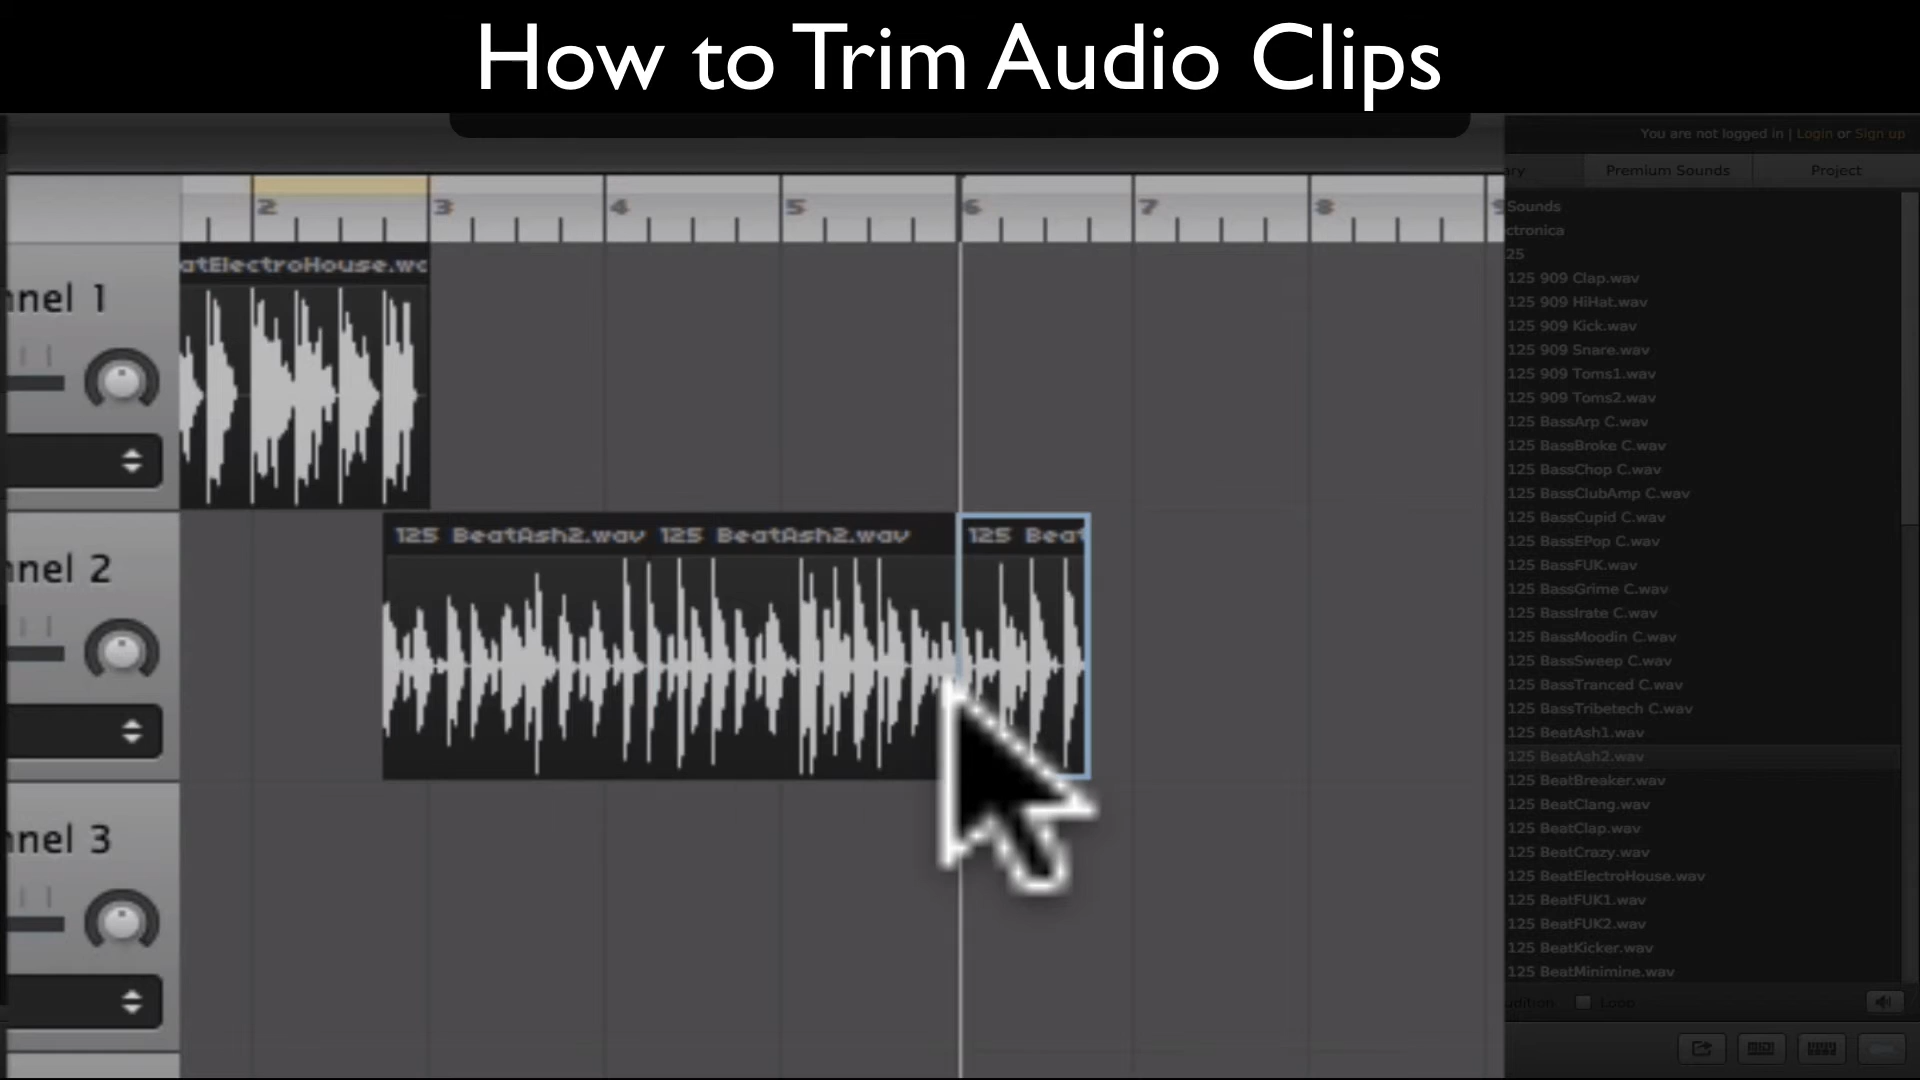 How to Trim Audio Clips
You are not logged in | Login or Sign up
Premium Sounds
Project
2 3 4 5 6 7 8
Sounds
125 909 Clap.wav
125 909 HiHat.wav
125 909 Kick.wav
125 909 Snare.wav
125 909 Toms1.wav
125 909 Toms2.wav
125 BassArp C.wav
125 BassBroke C.wav
125 BassChop C.wav
125 BassClubAmp C.wav
125 BassCupid C.wav
125 BassEPop C.wav
125 BassFUK.wav
125 BassGrime C.wav
125 BassIrate C.wav
125 BassMoodin C.wav
125 BassSweep C.wav
125 BassTranced C.wav
125 BassTribetech C.wav
125 BeatAsh1.wav
125 BeatAsh2.wav
125 BeatBreaker.wav
125 BeatClang.wav
125 BeatClap.wav
125 BeatCrazy.wav
125 BeatElectroHouse.wav
125 BeatFUK1.wav
125 BeatFUK2.wav
125 BeatKicker.wav
125 BeatMinimine.wav
Loop
atElectroHouse.wa
nnel 1
125 BeatAsh2.wav 125 BeatAsh2.wav 125 Beat
nnel 2
nnel 3